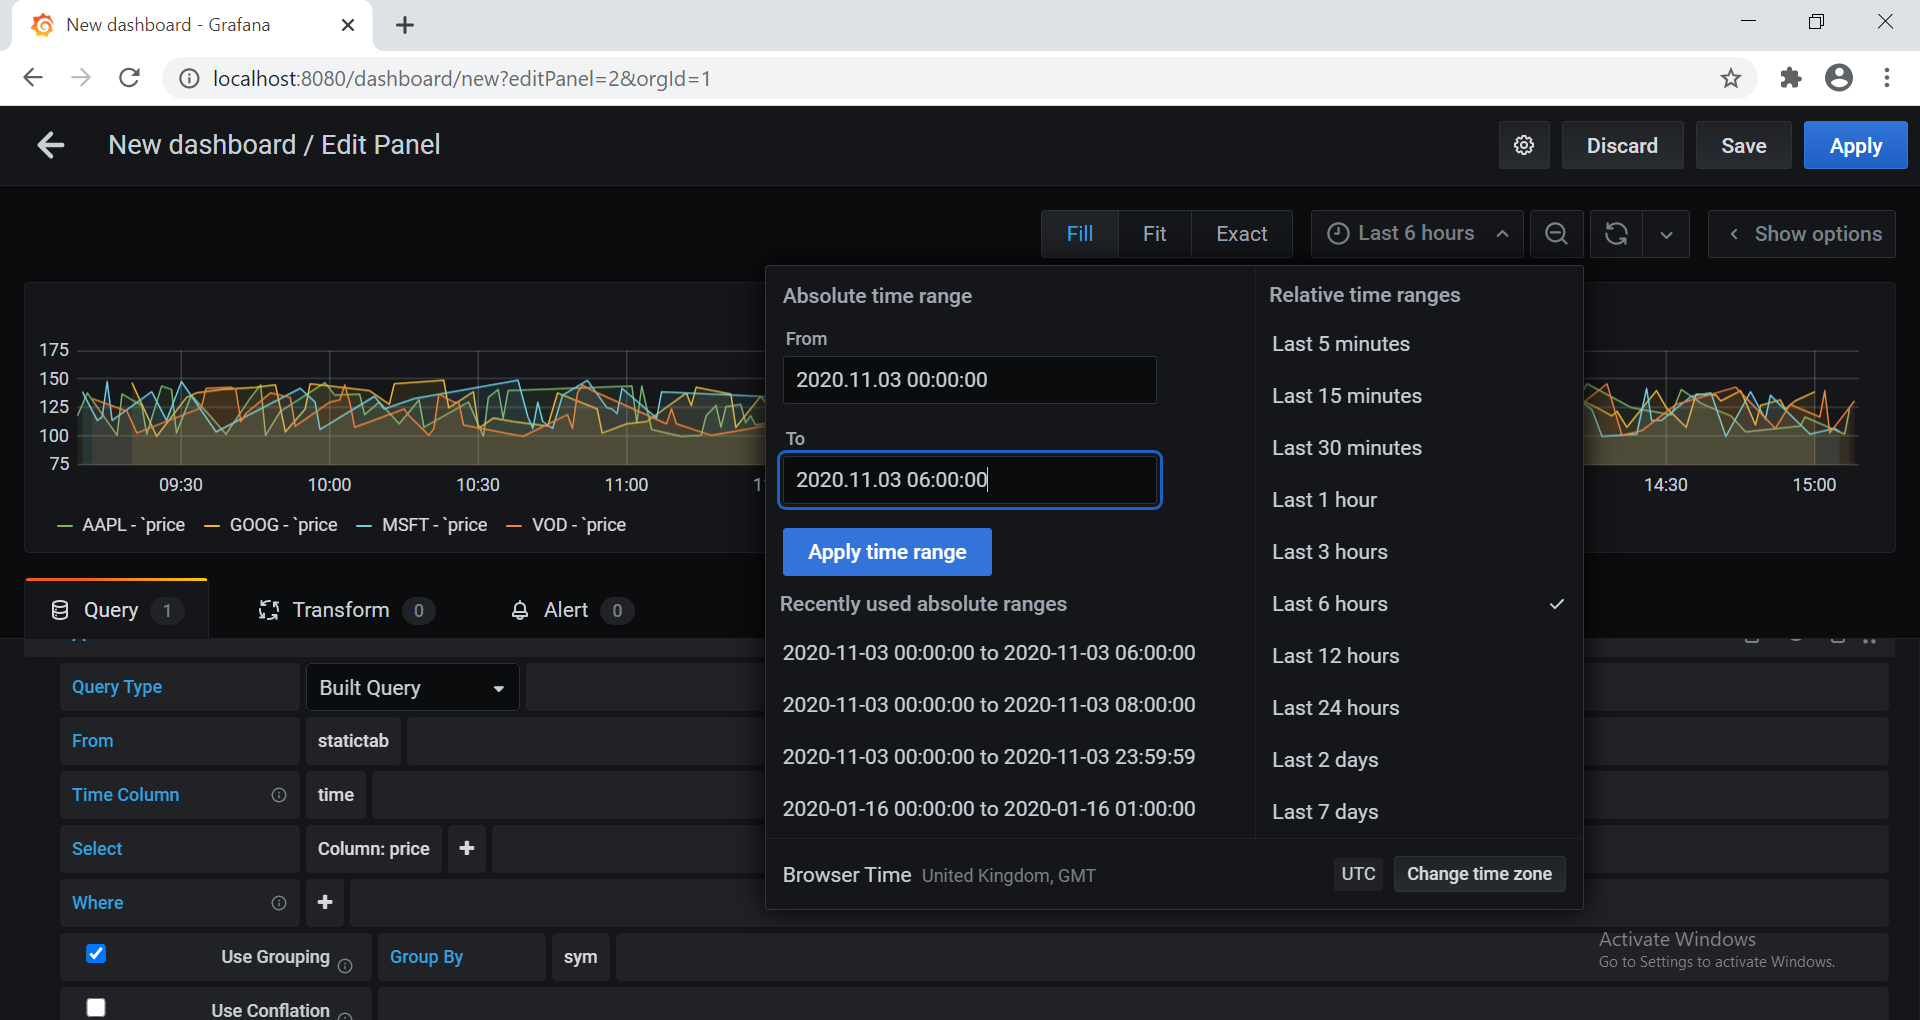 New dashboard - Grafana
localhost:8080/dashboard/new?editPanel=2&orgId=1
New dashboard / Edit Panel
Discard
Save
Apply
Fill
Fit
Exact
Last 6 hours
Show options
Absolute time range
From
2020.11.03 00:00:00
To
2020.11.03 06:00:00
Apply time range
Recently used absolute ranges
2020-11-03 00:00:00 to 2020-11-03 06:00:00
2020-11-03 00:00:00 to 2020-11-03 08:00:00
2020-11-03 00:00:00 to 2020-11-03 23:59:59
2020-01-16 00:00:00 to 2020-01-16 01:00:00
Relative time ranges
Last 5 minutes
Last 15 minutes
Last 30 minutes
Last 1 hour
Last 3 hours
Last 6 hours
Last 12 hours
Last 24 hours
Last 2 days
Last 7 days
Browser Time United Kingdom, GMT
UTC
Change time zone
175
150
125
100
75
09:30 10:00 10:30 11:00 14:30 15:00
AAPL - `price GOOG - `price MSFT - `price VOD - `price
Query 1
Transform 0
Alert 0
Query Type Built Query
From statictab
Time Column time
Select Column: price +
Where +
Use Grouping Group By sym
Use Conflation
Activate Windows
Go to Settings to activate Windows.